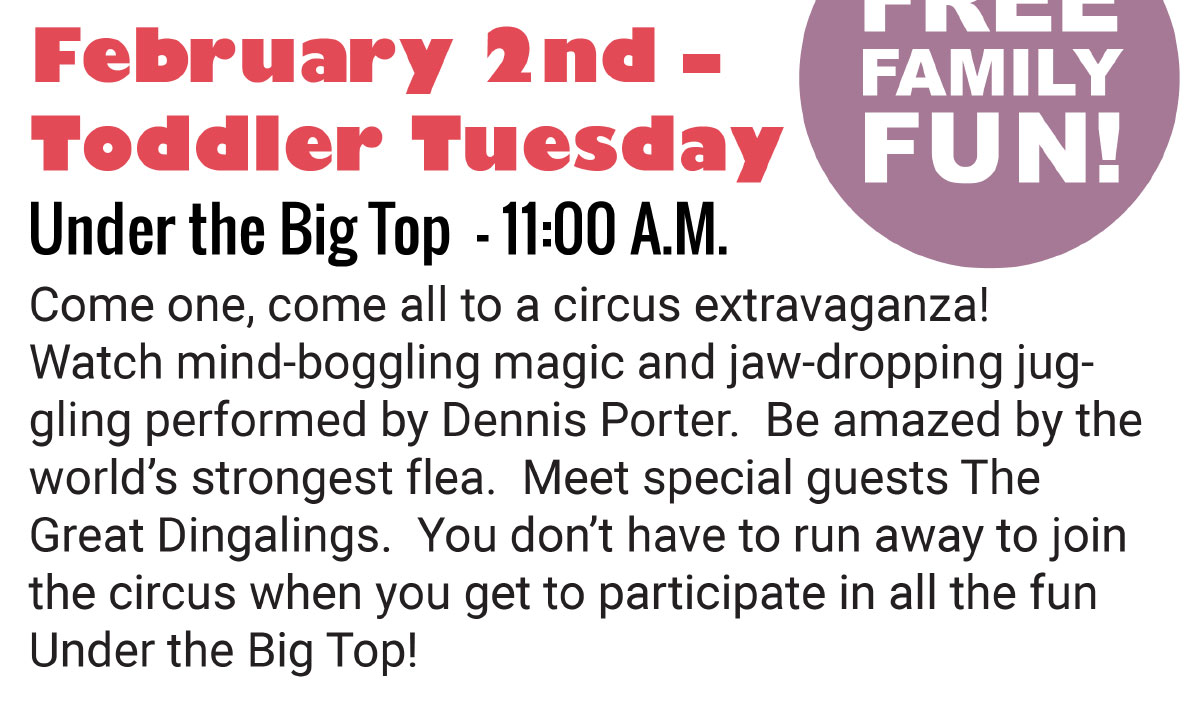 February 2nd –
Toddler Tuesday
Under the Big Top - 11:00 A.M.
Come one, come all to a circus extravaganza!
Watch mind-boggling magic and jaw-dropping jug-
gling performed by Dennis Porter. Be amazed by the
world’s strongest flea. Meet special guests The
Great Dingalings. You don’t have to run away to join
the circus when you get to participate in all the fun
Under the Big Top!
FREE
FAMILY
FUN!